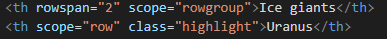 <th rowspan="2" scope="rowgroup">Ice giants</th>
<th scope="row" class="highlight">Uranus</th>